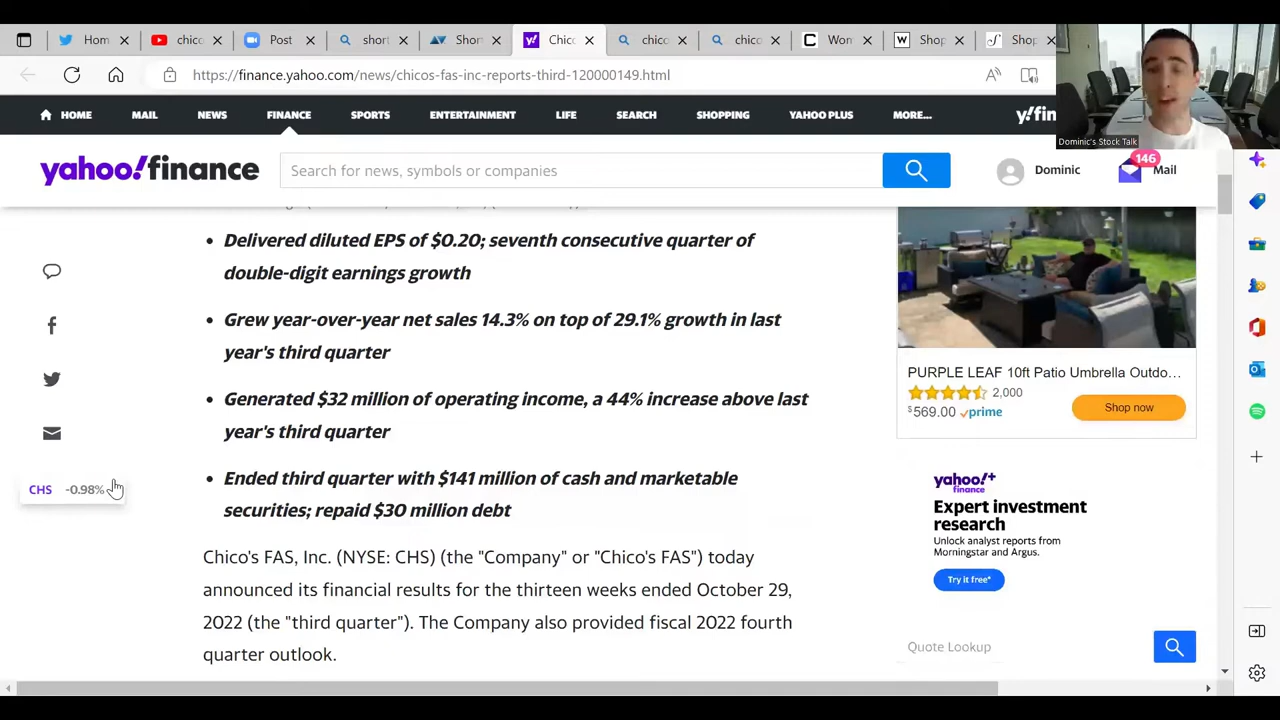 Hom
chico
Post
short
Shor
Chic
chico
chico
Won
Shop
Shop
https://finance.yahoo.com/news/chicos-fas-inc-reports-third-120000149.html
HOME
MAIL
NEWS
FINANCE
SPORTS
ENTERTAINMENT
LIFE
SEARCH
SHOPPING
YAHOO PLUS
MORE...
y!fin
Dominic's Stock Talk
yahoo!finance
Search for news, symbols or companies
Dominic
146
Mail
• Delivered diluted EPS of $0.20; seventh consecutive quarter of
double-digit earnings growth
• Grew year-over-year net sales 14.3% on top of 29.1% growth in last
year's third quarter
• Generated $32 million of operating income, a 44% increase above last
year's third quarter
• Ended third quarter with $141 million of cash and marketable
securities; repaid $30 million debt
CHS -0.98%
Chico's FAS, Inc. (NYSE: CHS) (the "Company" or "Chico's FAS") today
announced its financial results for the thirteen weeks ended October 29,
2022 (the "third quarter"). The Company also provided fiscal 2022 fourth
quarter outlook.
PURPLE LEAF 10ft Patio Umbrella Outdo...
2,000
$569.00 prime
Shop now
yahoo!+
finance
Expert investment
research
Unlock analyst reports from
Morningstar and Argus.
Try it free*
Quote Lookup